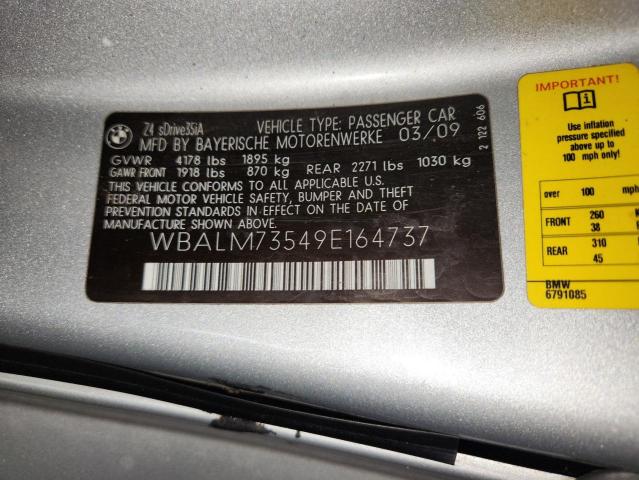 BMW
Z4 sDrive35iA VEHICLE TYPE: PASSENGER CAR
MFD BY BAYERISCHE MOTORENWERKE 03/09
GVWR 4178 lbs 1895 kg
GAWR FRONT 1918 lbs 870 kg REAR 2271 lbs 1030 kg
THIS VEHICLE CONFORMS TO ALL APPLICABLE U.S.
FEDERAL MOTOR VEHICLE SAFETY, BUMPER AND THEFT
PREVENTION STANDARDS IN EFFECT ON THE DATE OF
MANUFACTURE SHOWN ABOVE.
WBALM73549E164737
2 122 606
IMPORTANT!
Use inflation
pressure specified
above up to
100 mph only!
over 100 mph
FRONT 260
38
REAR 310
45
BMW
6791085